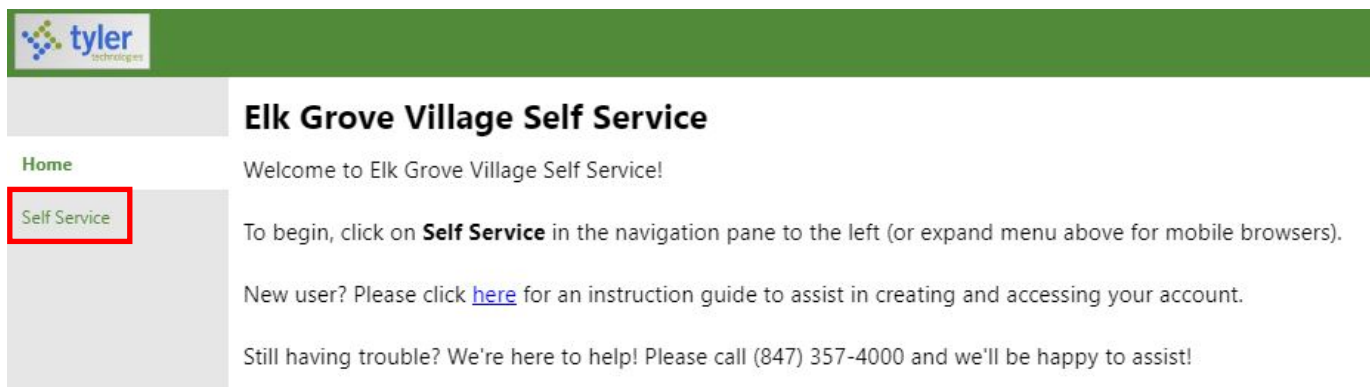 tyler
technologies
Elk Grove Village Self Service
Home
Welcome to Elk Grove Village Self Service!
Self Service
To begin, click on Self Service in the navigation pane to the left (or expand menu above for mobile browsers).
New user? Please click here for an instruction guide to assist in creating and accessing your account.
Still having trouble? We're here to help! Please call (847) 357-4000 and we'll be happy to assist!